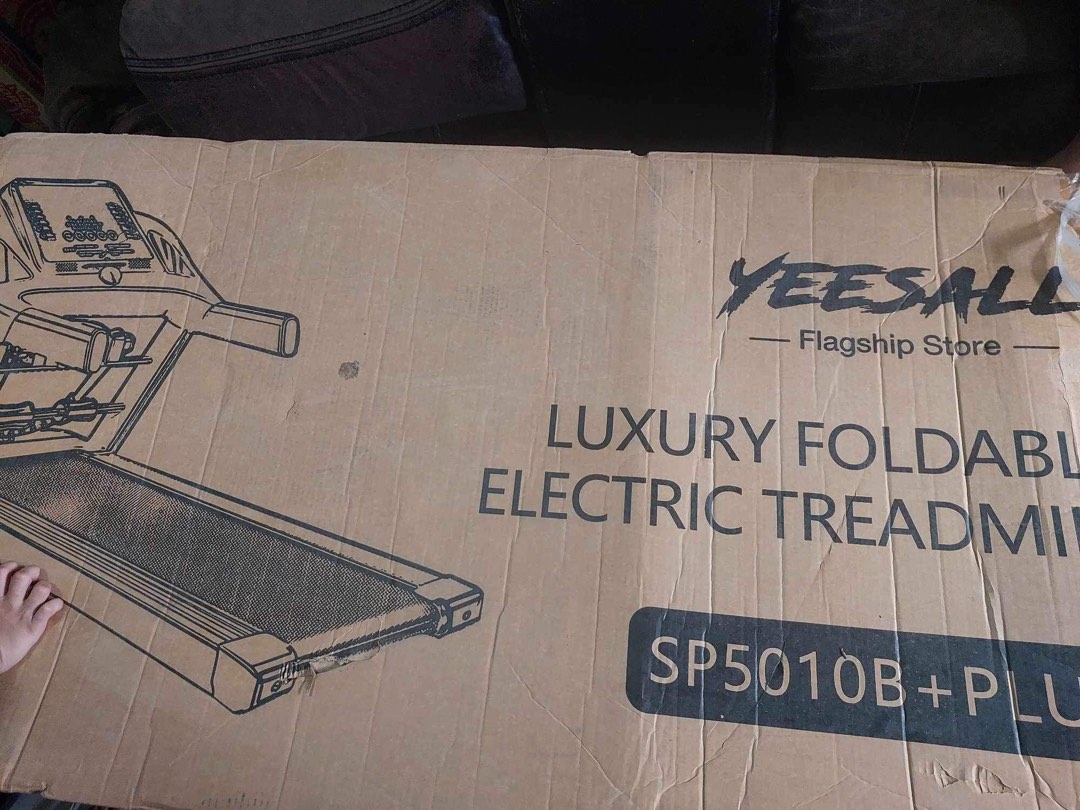 YEESALL
Flagship Store
LUXURY FOLDABL
ELECTRIC TREADMI
SP5010B+PLU